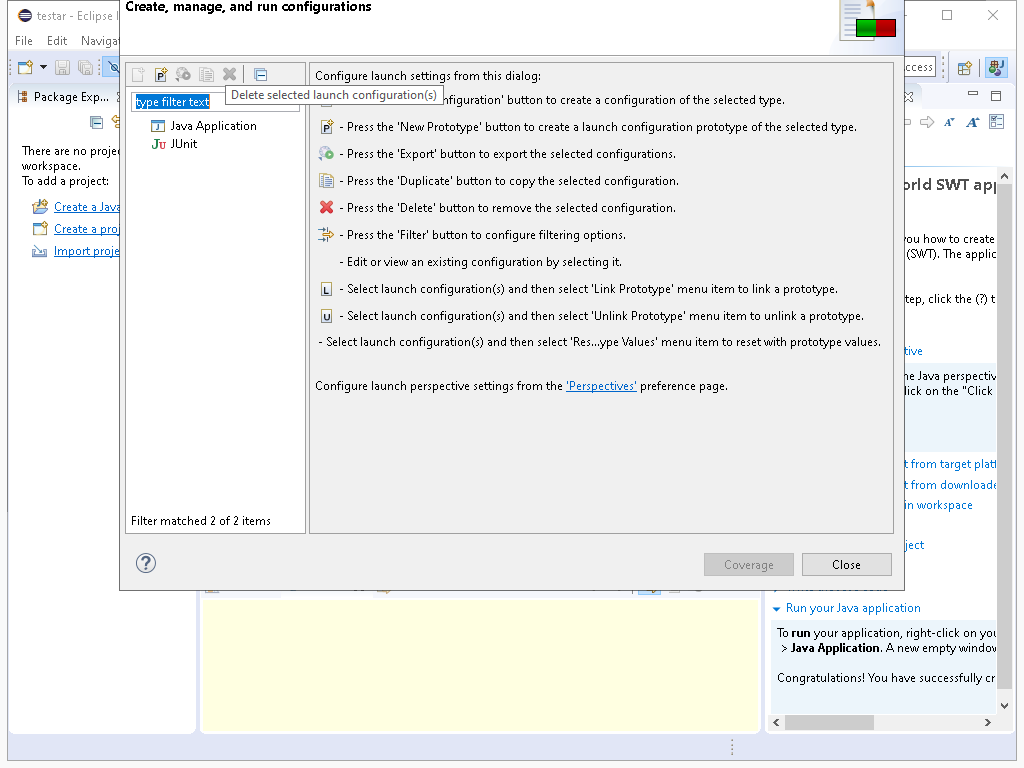 testar - Eclipse I
Create, manage, and run configurations
File Edit Naviga
ccess
Package Exp...
There are no proje
workspace.
To add a project:
Create a Java
Create a proj
Import proje
type filter text
Delete selected launch configuration(s)
Java Application
JUnit
Filter matched 2 of 2 items
Configure launch settings from this dialog:
nfiguration' button to create a configuration of the selected type.
- Press the 'New Prototype' button to create a launch configuration prototype of the selected type.
- Press the 'Export' button to export the selected configurations.
- Press the 'Duplicate' button to copy the selected configuration.
- Press the 'Delete' button to remove the selected configuration.
- Press the 'Filter' button to configure filtering options.
- Edit or view an existing configuration by selecting it.
- Select launch configuration(s) and then select 'Link Prototype' menu item to link a prototype.
- Select launch configuration(s) and then select 'Unlink Prototype' menu item to unlink a prototype.
- Select launch configuration(s) and then select 'Res...ype Values' menu item to reset with prototype values.
Configure launch perspective settings from the 'Perspectives' preference page.
Coverage
Close
orld SWT app
you how to create
(SWT). The applic
tep, click the (?) t
tive
he Java perspectiv
lick on the "Click
t from target platf
t from downloade
in workspace
ject
Run your Java application
To run your application, right-click on you
> Java Application. A new empty window
Congratulations! You have successfully cr